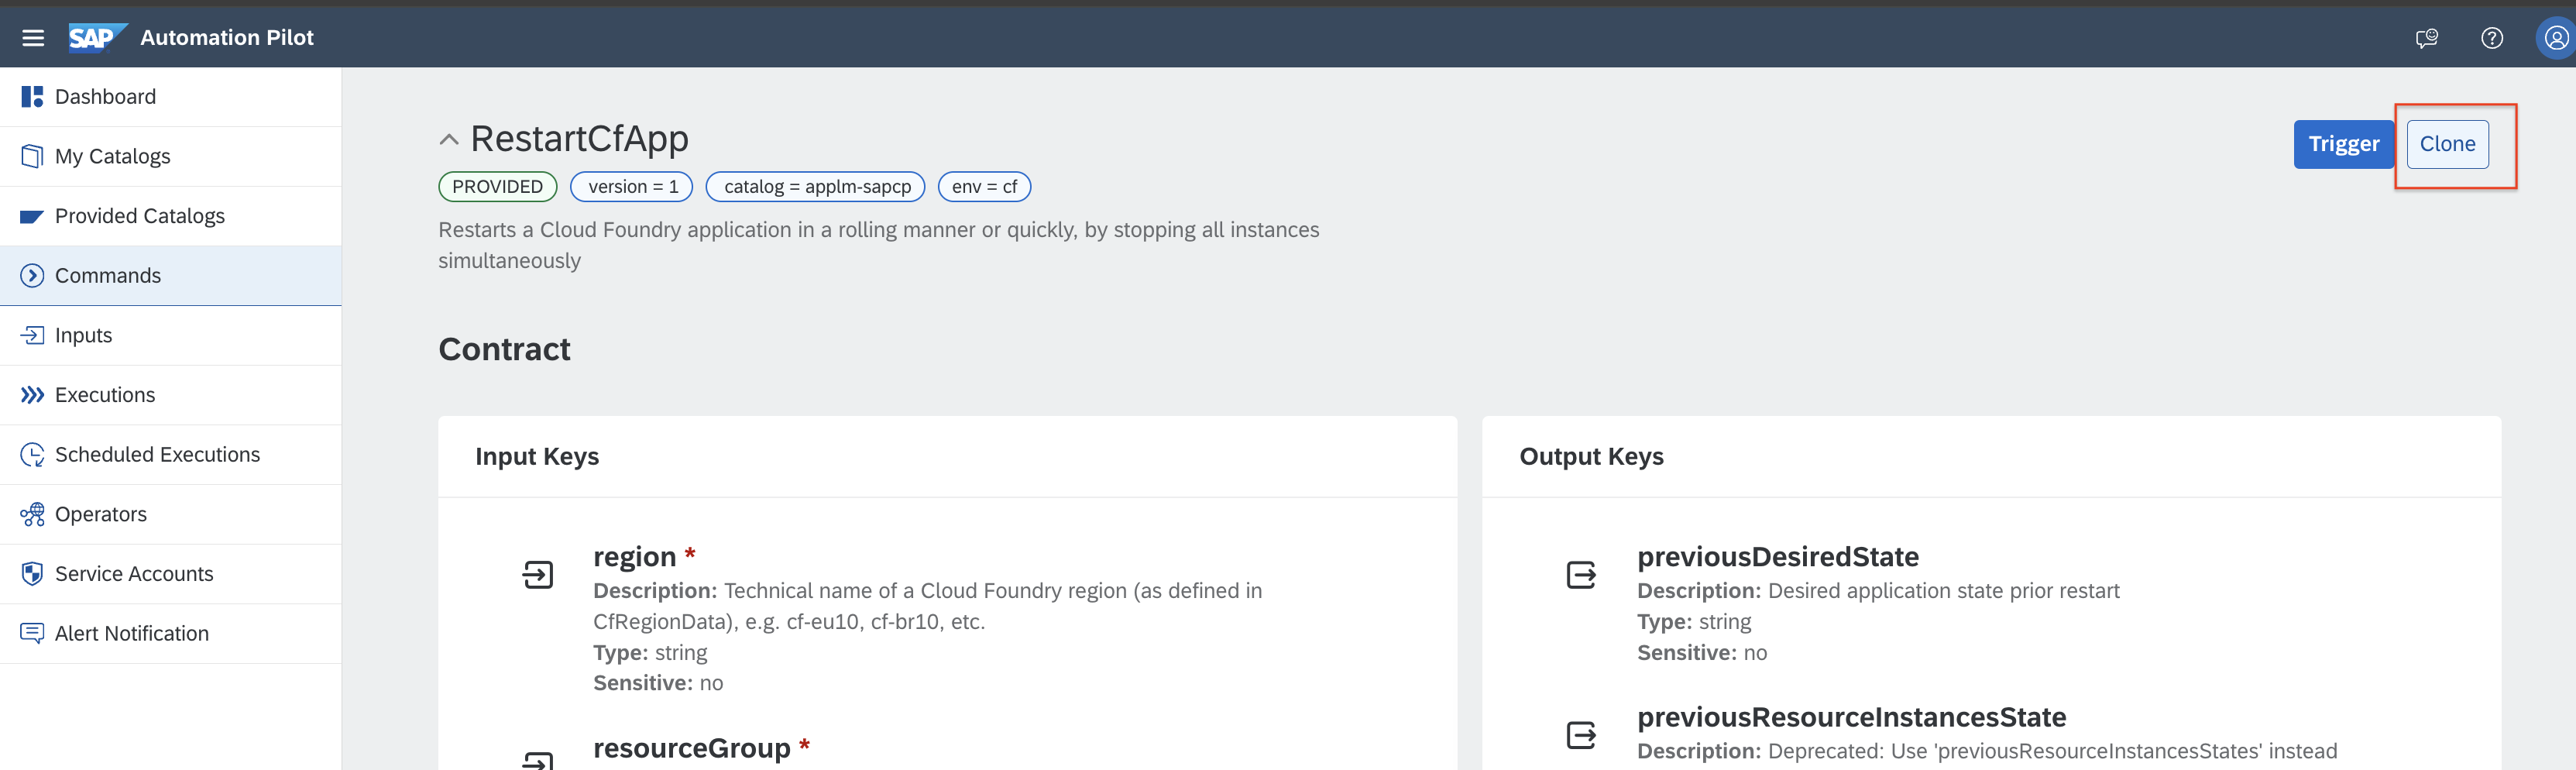 SAP Automation Pilot
Dashboard
My Catalogs
Provided Catalogs
Commands
Inputs
Executions
Scheduled Executions
Operators
Service Accounts
Alert Notification
RestartCfApp
Trigger
Clone
PROVIDED
version = 1
catalog = applm-sapcp
env = cf
Restarts a Cloud Foundry application in a rolling manner or quickly, by stopping all instances
simultaneously
Contract
Input Keys
region *
Description: Technical name of a Cloud Foundry region (as defined in
CfRegionData), e.g. cf-eu10, cf-br10, etc.
Type: string
Sensitive: no
resourceGroup *
Output Keys
previousDesiredState
Description: Desired application state prior restart
Type: string
Sensitive: no
previousResourceInstancesState
Description: Deprecated: Use 'previousResourceInstancesStates' instead